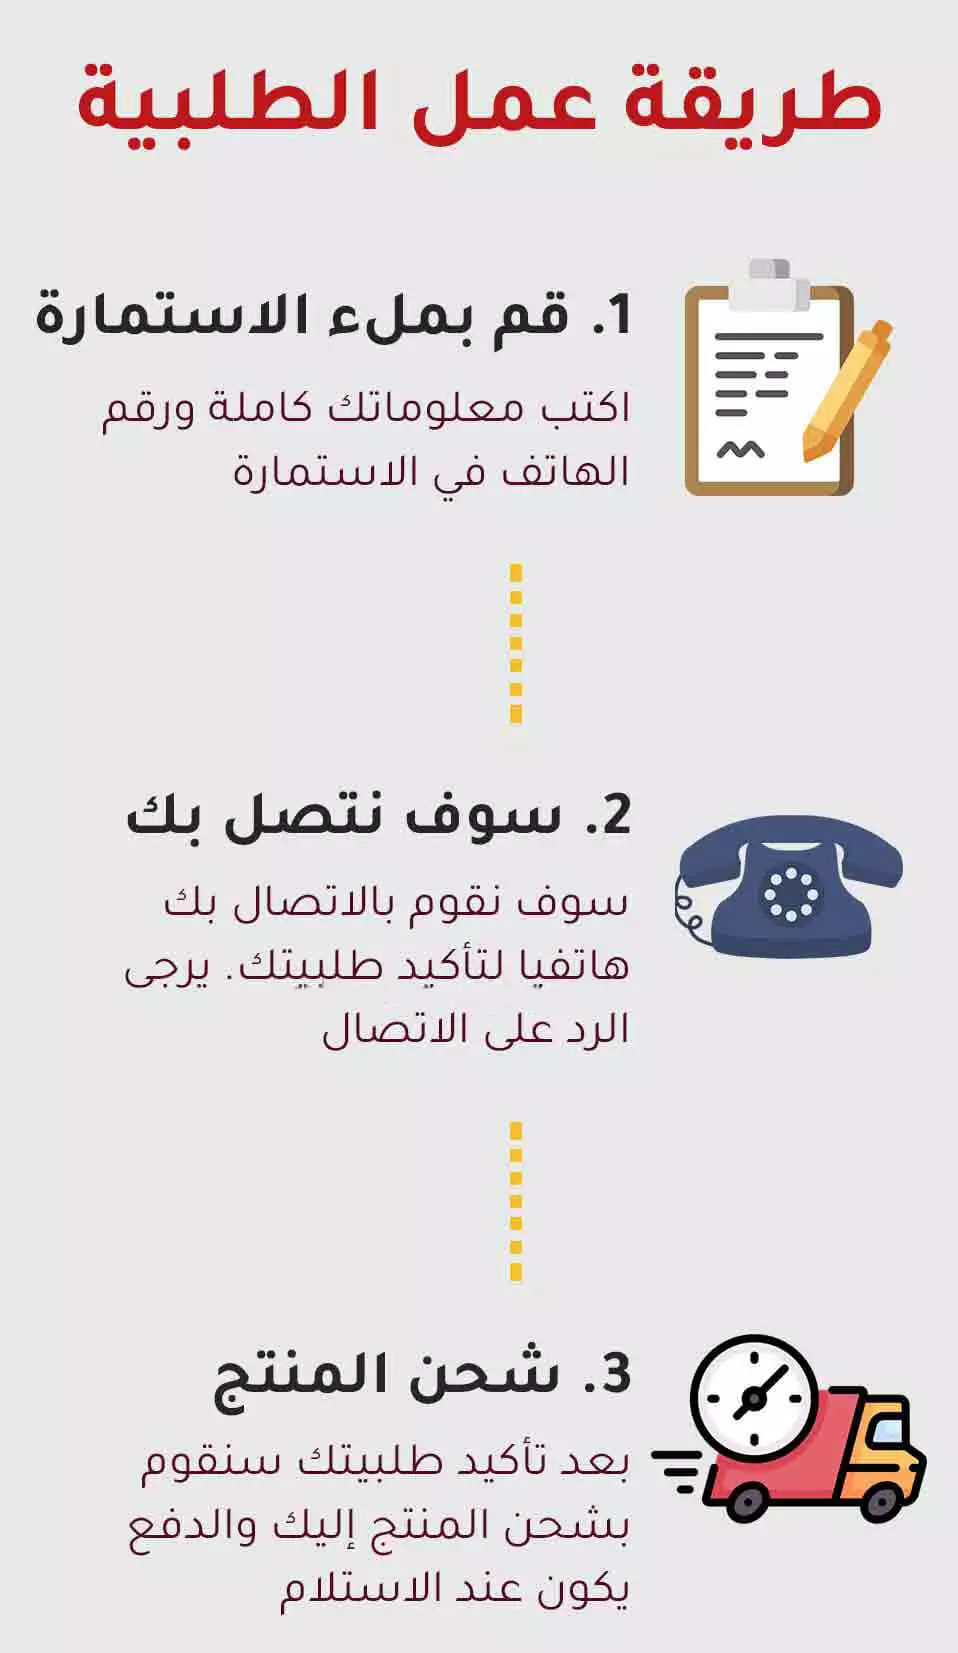 طريقة عمل الطلبية
1. قم بملء الاستمارة
اكتب معلوماتك كاملة ورقم
الهاتف في الاستمارة
2. سوف نتصل بك
سوف نقوم بالاتصال بك
هاتفيا لتأكيد طلبيتك. يرجى
الرد على الاتصال
3. شحن المنتج
بعد تأكيد طلبيتك سنقوم
بشحن المنتج إليك والدفع
يكون عند الاستلام